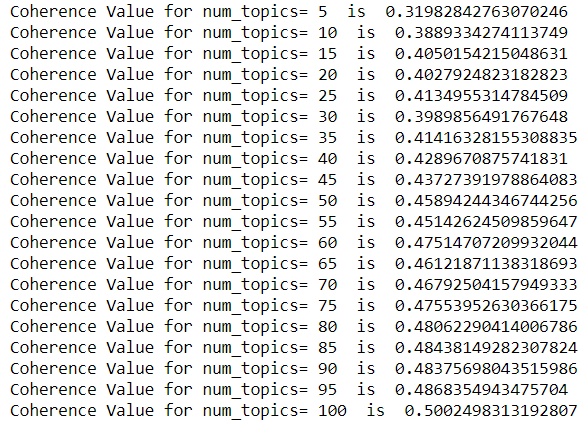 Coherence Value for num_topics= 5  is  0.31982842763070246
Coherence Value for num_topics= 10  is  0.3889334274113749
Coherence Value for num_topics= 15  is  0.4050154215048631
Coherence Value for num_topics= 20  is  0.4027924823182823
Coherence Value for num_topics= 25  is  0.4134955314784509
Coherence Value for num_topics= 30  is  0.3989856491767648
Coherence Value for num_topics= 35  is  0.41416328155308835
Coherence Value for num_topics= 40  is  0.4289670875741831
Coherence Value for num_topics= 45  is  0.43727391978864083
Coherence Value for num_topics= 50  is  0.45894244346744256
Coherence Value for num_topics= 55  is  0.45142624509859647
Coherence Value for num_topics= 60  is  0.47514707209932044
Coherence Value for num_topics= 65  is  0.46121871138318693
Coherence Value for num_topics= 70  is  0.46792504157949333
Coherence Value for num_topics= 75  is  0.47553952630366175
Coherence Value for num_topics= 80  is  0.48062290414006786
Coherence Value for num_topics= 85  is  0.48438149282307824
Coherence Value for num_topics= 90  is  0.48375698043515986
Coherence Value for num_topics= 95  is  0.4868354943475704
Coherence Value for num_topics= 100  is  0.5002498313192807